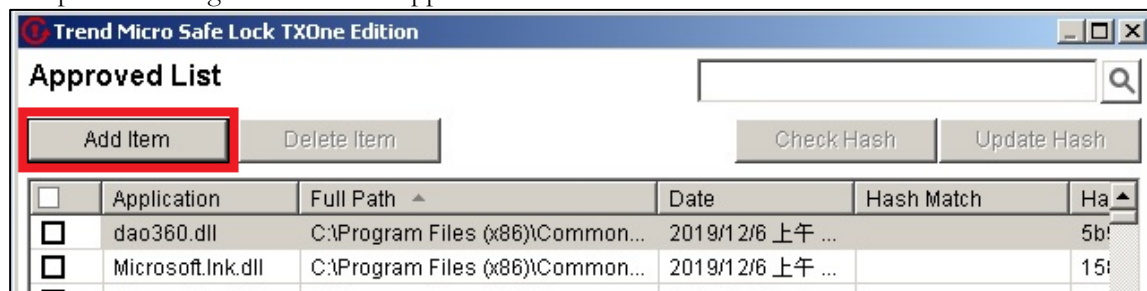 Trend Micro Safe Lock TXOne Edition
Approved List
Add Item Delete Item Check Hash Update Hash
Application Full Path Date Hash Match Ha
dao360.dll C:\Program Files (x86)\Common... 2019/12/6 上午 ...
Microsoft.Ink.dll C:\Program Files (x86)\Common... 2019/12/6 上午 ...